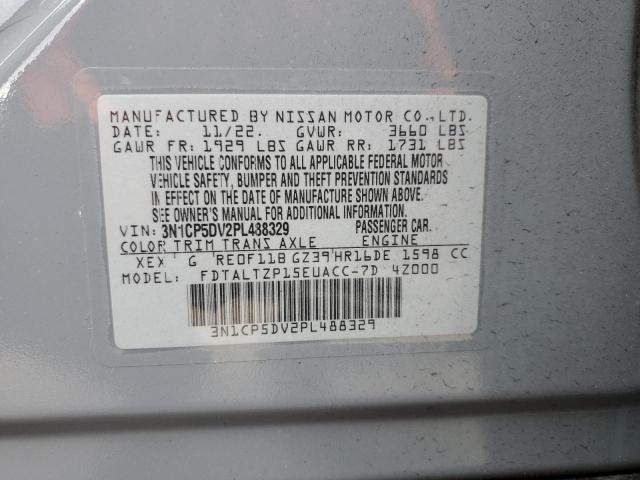 MANUFACTURED BY NISSAN MOTOR CO., LTD.
DATE: 11/22. GVWR: 3660 LBS
GAWR FR: 1929 LBS GAWR RR: 1731 LBS
THIS VEHICLE CONFORMS TO ALL APPLICABLE FEDERAL MOTOR
VEHICLE SAFETY, BUMPER AND THEFT PREVENTION STANDARDS
IN EFFECT ON THE DATE OF MANUFACTURE SHOWN ABOVE.
SEE OWNER'S MANUAL FOR ADDITIONAL INFORMATION
VIN: 3N1CP5DV2PL488329 PASSENGER CAR.
COLOR TRIM TRANS AXLE ENGINE
XEX G RE0F11B GZ39 HR16DE 1598 CC
MODEL: FDTALTZP15EUACC-7D 4Z000
3N1CP5DV2PL488329